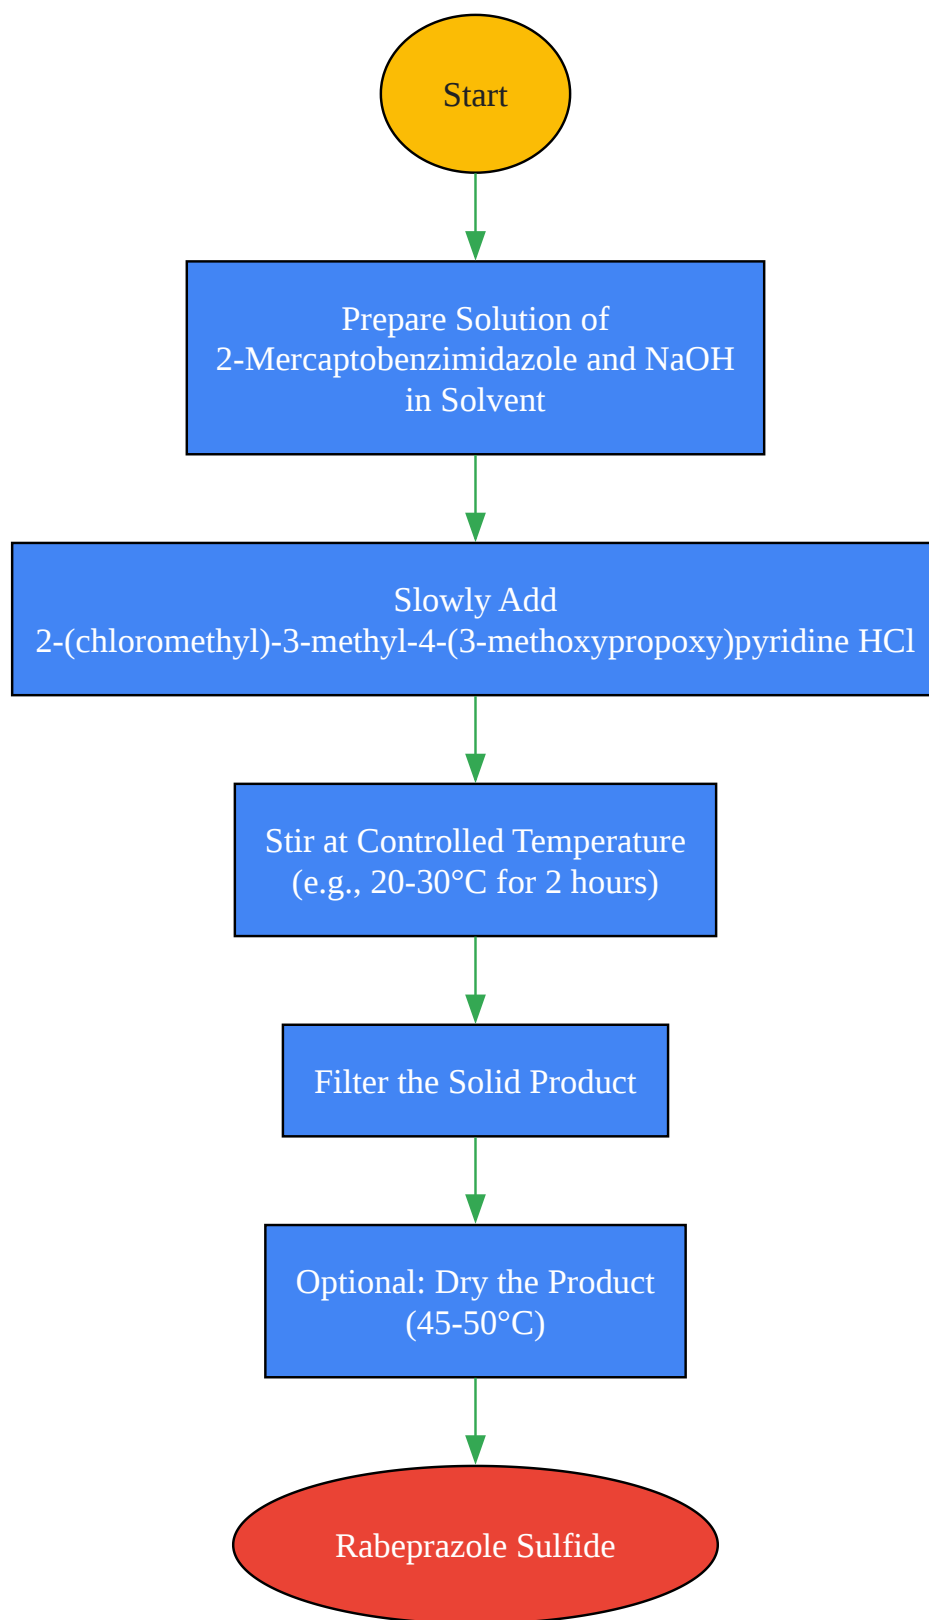 Start
Prepare Solution of
2-Mercaptobenzimidazole and NaOH
in Solvent
Slowly Add
2-(chloromethyl)-3-methyl-4-(3-methoxypropoxy)pyridine HCl
Stir at Controlled Temperature
(e.g., 20-30°C for 2 hours)
Filter the Solid Product
Optional: Dry the Product
(45-50°C)
Rabeprazole Sulfide